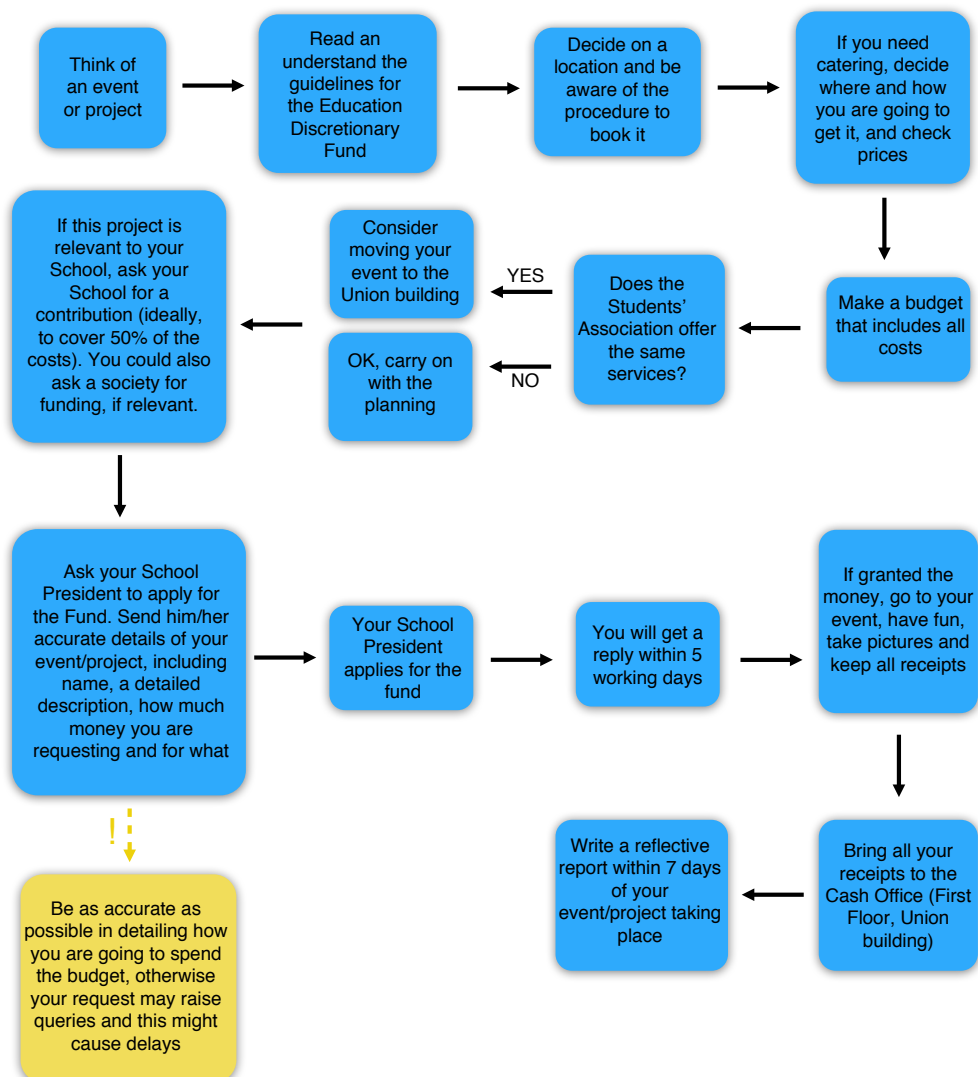 Think of
an event
or project
Read an
understand the
guidelines for
the Education
Discretionary
Fund
Decide on a
location and be
aware of the
procedure to
book it
If you need
catering, decide
where and how
you are going to
get it, and check
prices
Make a budget
that includes all
costs
Does the
Students’
Association offer
the same
services?
YES
Consider
moving your
event to the
Union building
NO
OK, carry on
with the
planning
If this project is
relevant to your
School, ask your
School for a
contribution (ideally,
to cover 50% of the
costs). You could also
ask a society for
funding, if relevant.
Ask your School
President to apply for
the Fund. Send him/her
accurate details of your
event/project, including
name, a detailed
description, how much
money you are
requesting and for what
!
Be as accurate as
possible in detailing how
you are going to spend
the budget, otherwise
your request may raise
queries and this might
cause delays
Your School
President
applies for the
fund
You will get a
reply within 5
working days
If granted the
money, go to your
event, have fun,
take pictures and
keep all receipts
Bring all your
receipts to the
Cash Office (First
Floor, Union
building)
Write a reflective
report within 7 days
of your
event/project taking
place